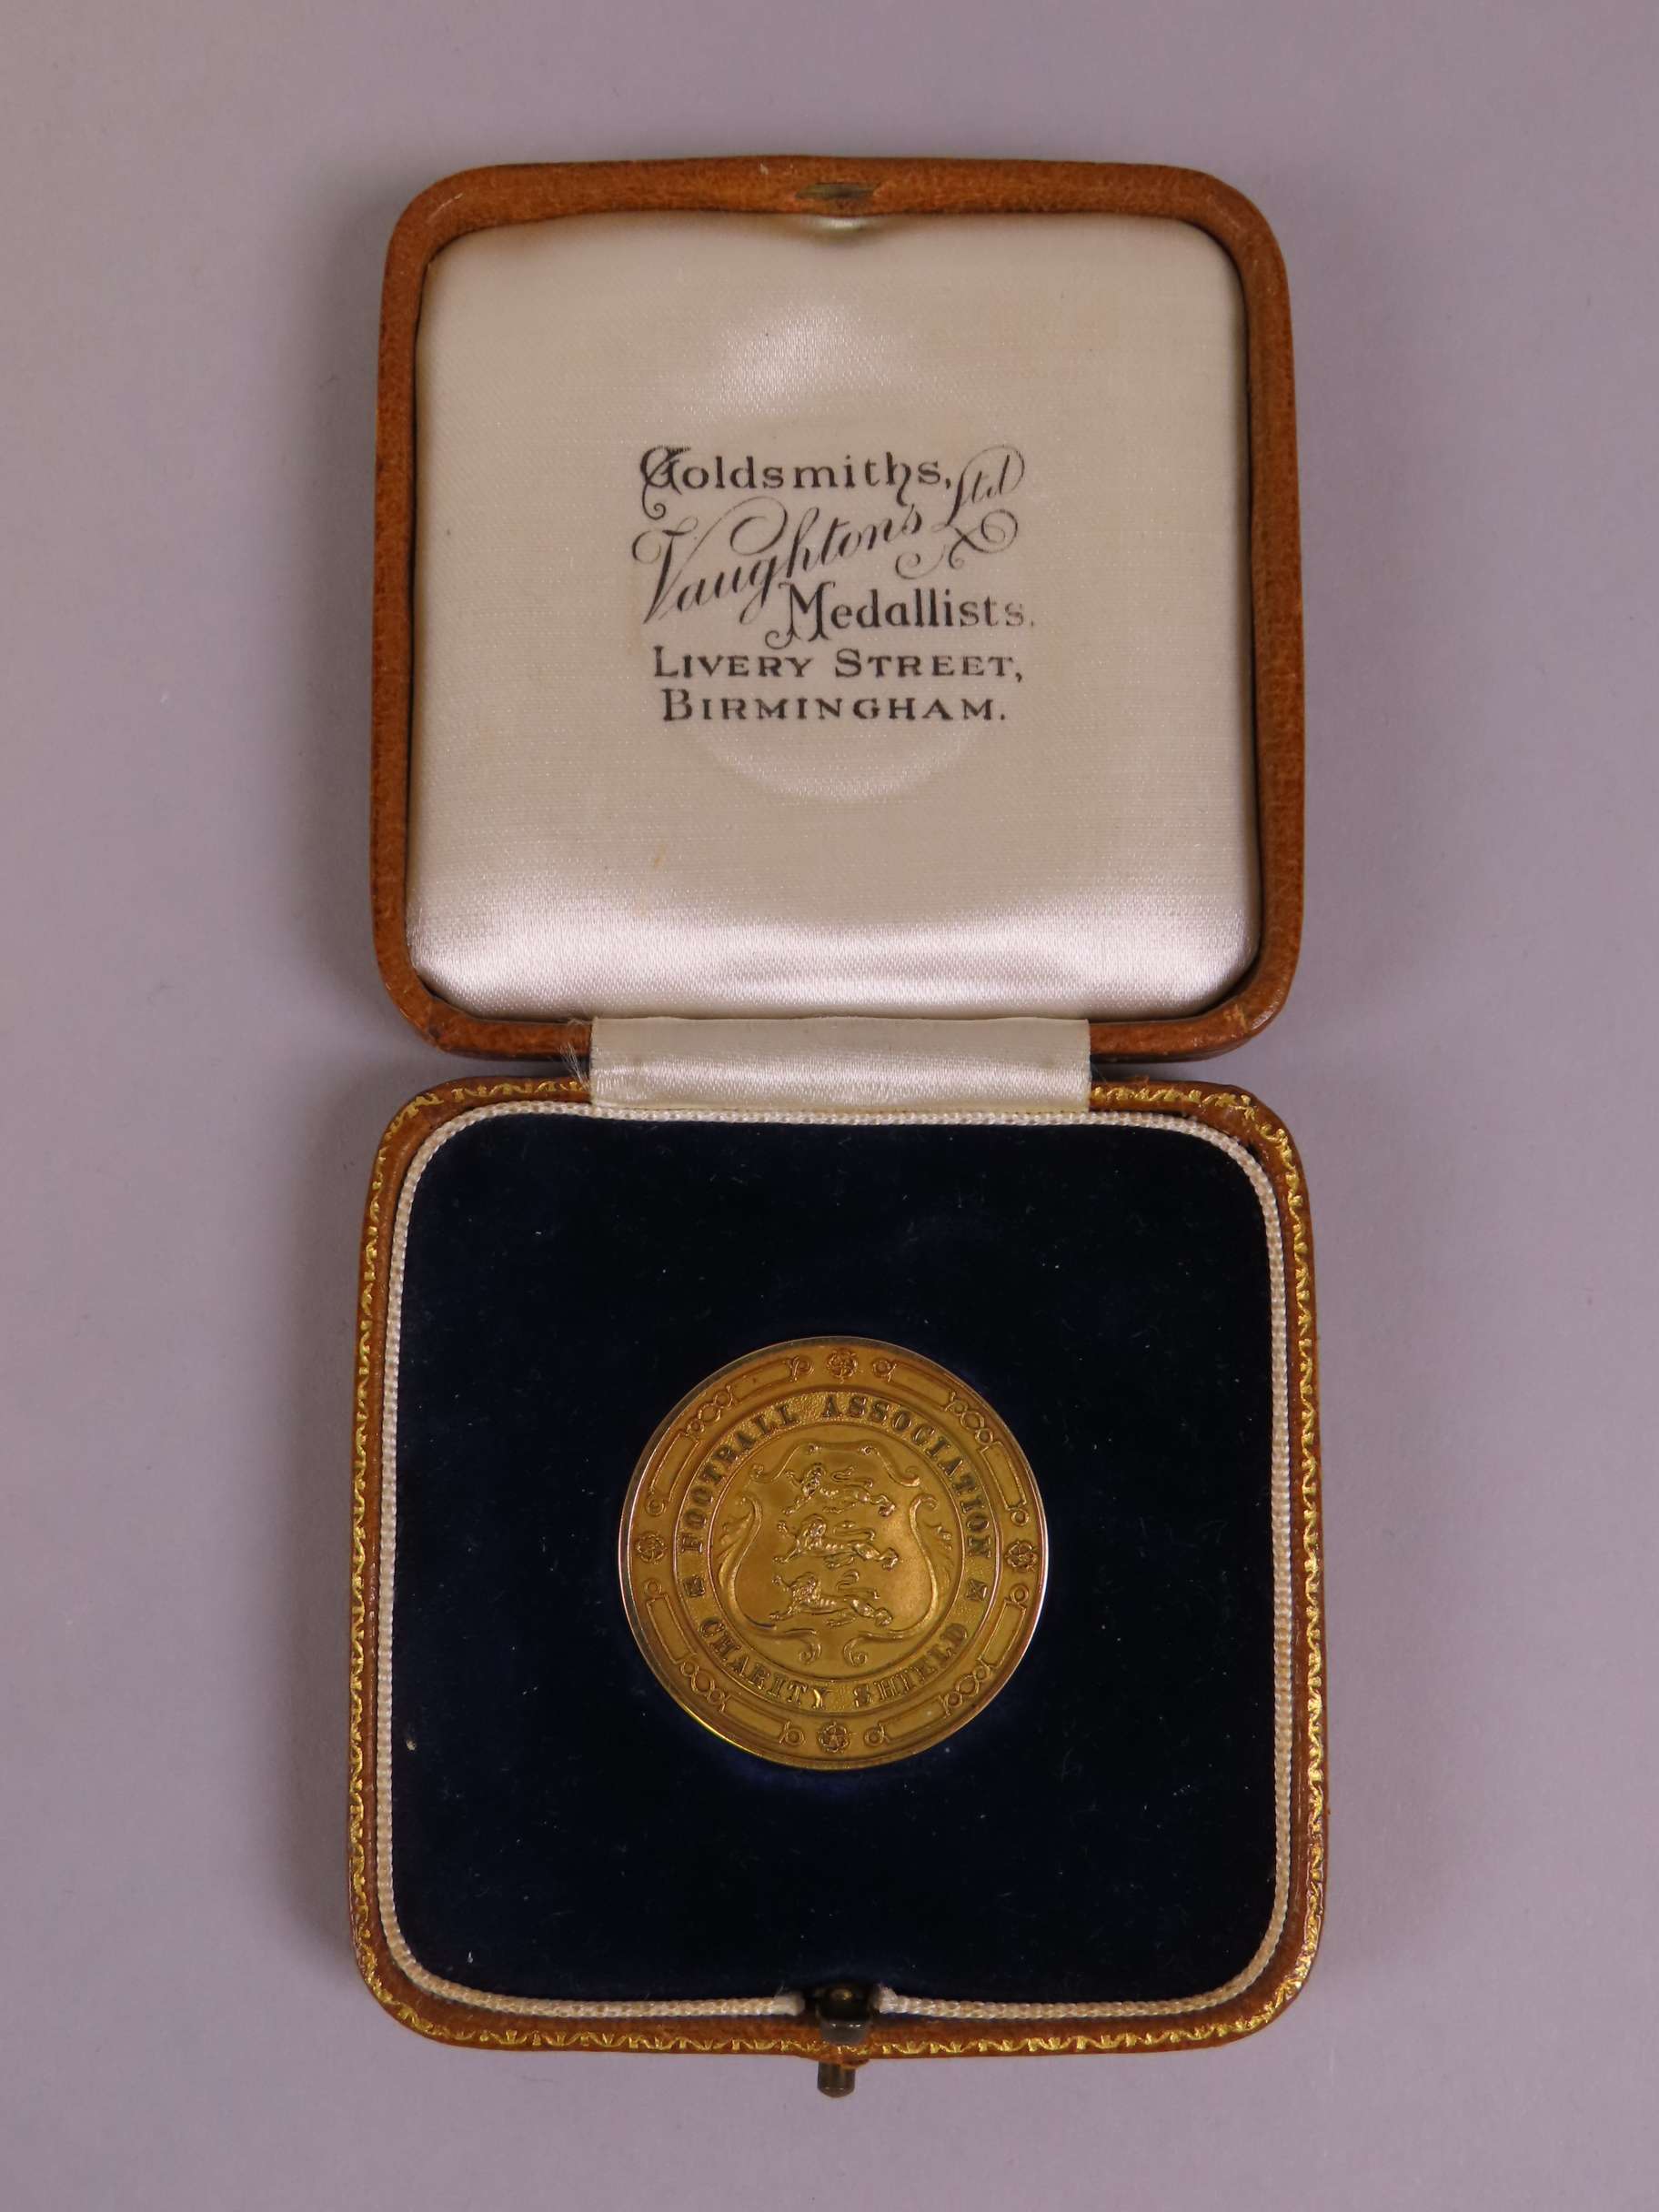 Goldsmiths,
Vaughtons Ltd
Medallists.
LIVERY STREET,
BIRMINGHAM.
FOOTBALL ASSOCIATION
CHARITY SHIELD